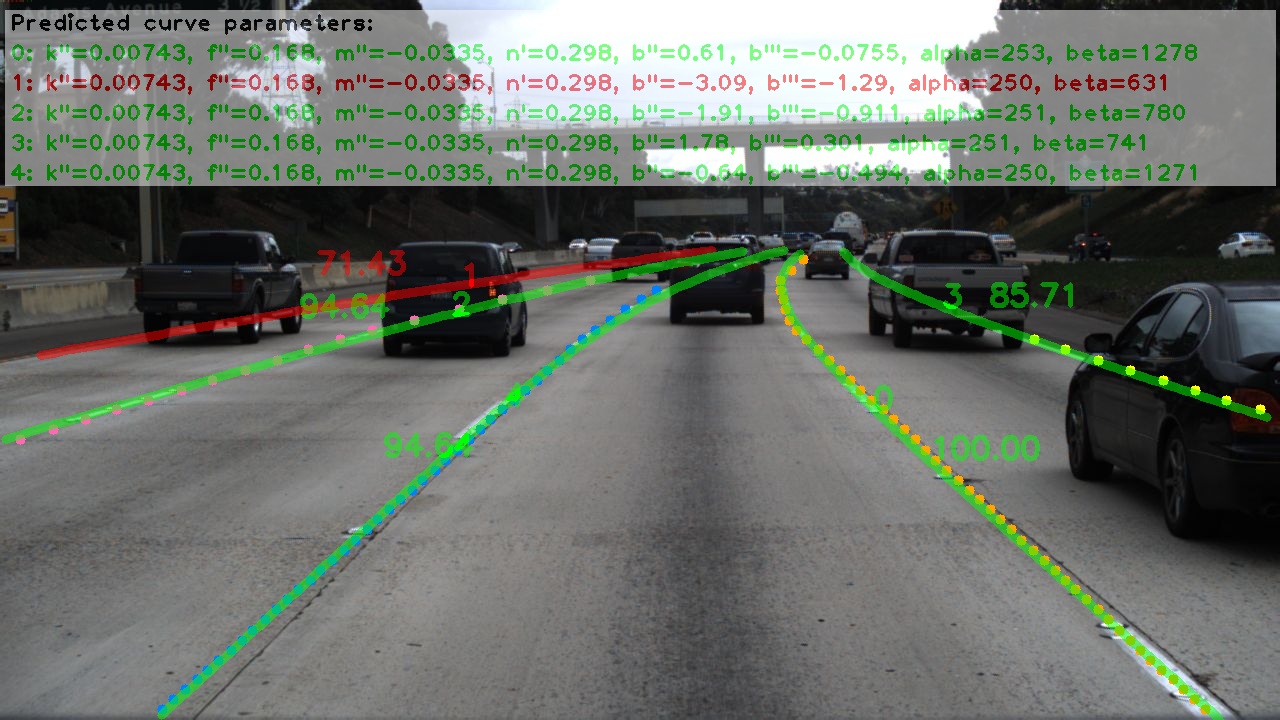 Predicted curve parameters:
0: k"=0.00743, f"=0.168, m"=-0.0335, n'=0.298, b"=0.61, b'"=-0.0755, alpha=253, beta=1278
1: k"=0.00743, f"=0.168, m"=-0.0335, n'=0.298, b"=-3.09, b'"=-1.29, alpha=250, beta=631
2: k"=0.00743, f"=0.168, m"=-0.0335, n'=0.298, b"=-1.91, b'"=-0.911, alpha=251, beta=780
3: k"=0.00743, f"=0.168, m"=-0.0335, n'=0.298, b"=1.78, b'"=0.301, alpha=251, beta=741
4: k"=0.00743, f"=0.168, m"=-0.0335, n'=0.298, b"=-0.64, b'"=-0.494, alpha=250, beta=1271
71.43 1
94.64 2
3 85.71
0
94.64
100.00